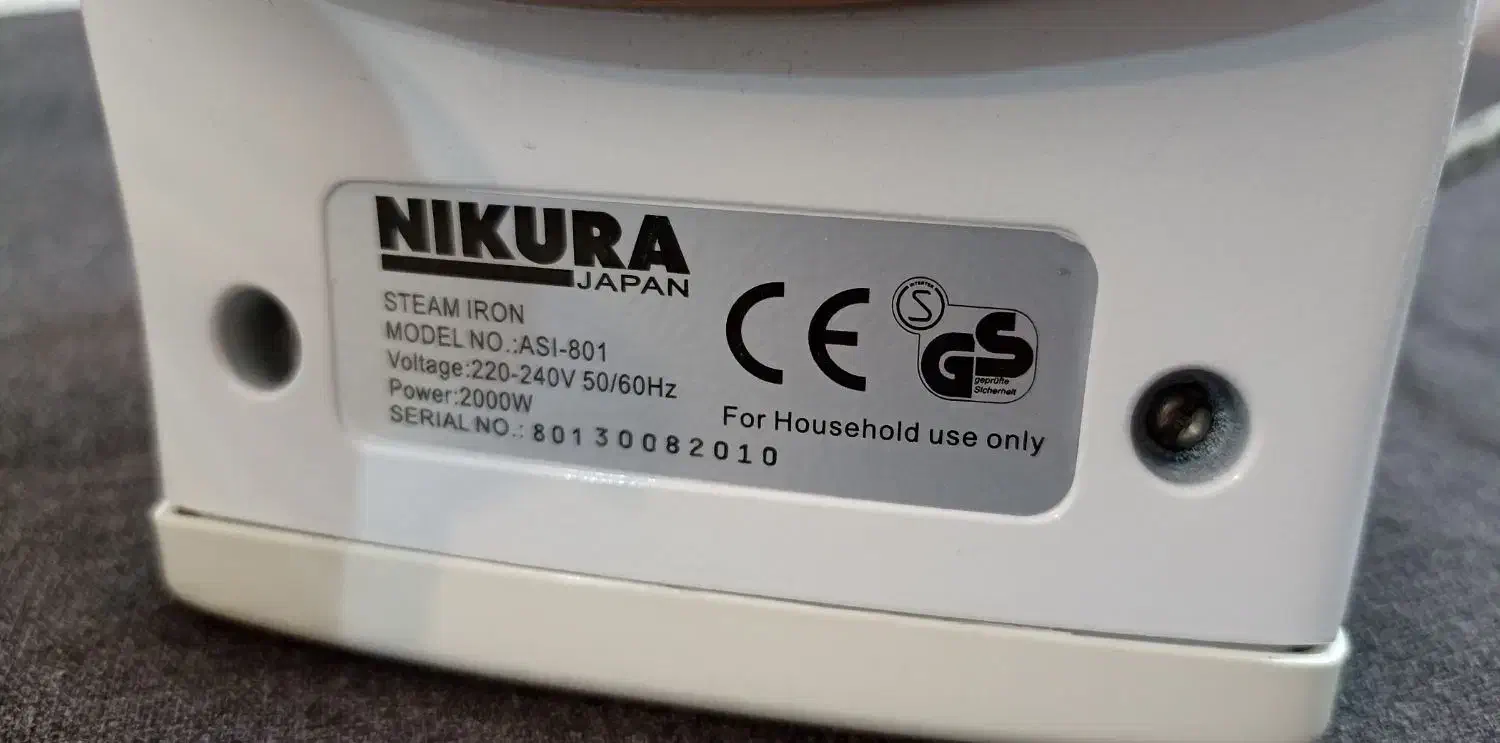 NIKURA
JAPAN
STEAM IRON
MODEL NO.:ASI-801
Voltage:220-240V 50/60Hz
Power:2000W
SERIAL NO.: 80130082010
CE
S
GS
geprüfte
Sicherheit
For Household use only